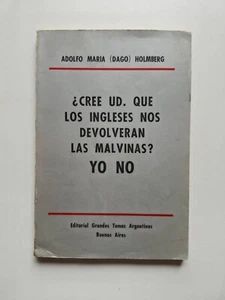 ADOLFO MARIA (DAGO) HOLMBERG
¿CREE UD. QUE
LOS INGLESES NOS
DEVOLVERAN
LAS MALVINAS?
YO NO
Editorial Grandes Temas Argentinos
Buenos Aires